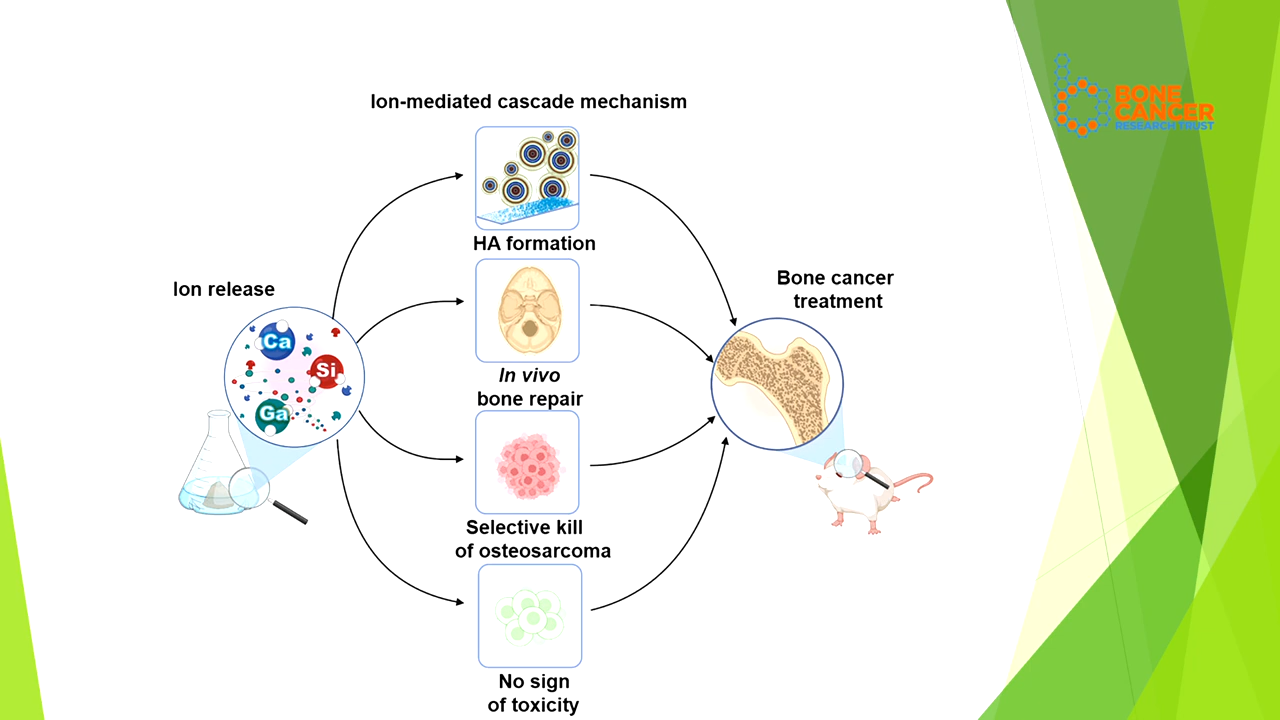 Ion-mediated cascade mechanism
BONE
CANCER
RESEARCH TRUST
HA formation
Ion release
Ca
Si
Ga
In vivo
bone repair
Bone cancer
treatment
Selective kill
of osteosarcoma
No sign
of toxicity